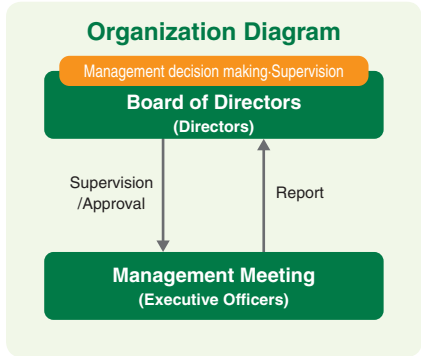 Organization Diagram
Management decision making·Supervision
Board of Directors
(Directors)
Supervision
/Approval
Report
Management Meeting
(Executive Officers)